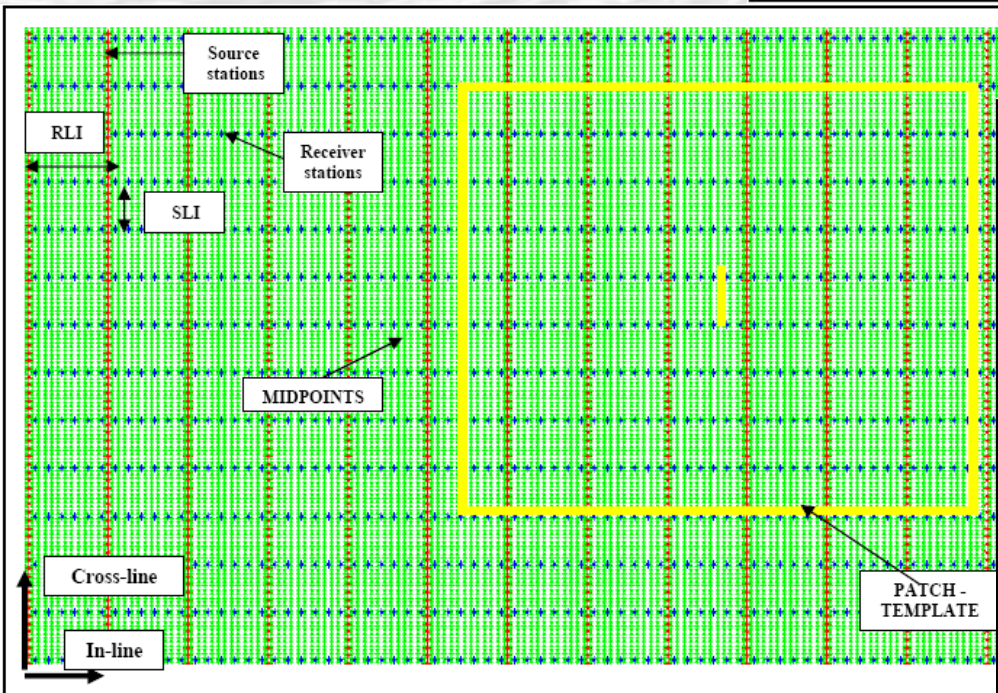 Source
stations
RLI
Receiver
stations
SLI
MIDPOINTS
Cross-line
In-line
PATCH -
TEMPLATE